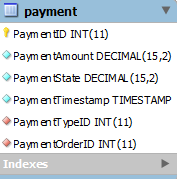 payment
PaymentID INT(11)
PaymentAmount DECIMAL(15,2)
PaymentState DECIMAL(15,2)
PaymentTimestamp TIMESTAMP
PaymentTypeID INT(11)
PaymentOrderID INT(11)
Indexes